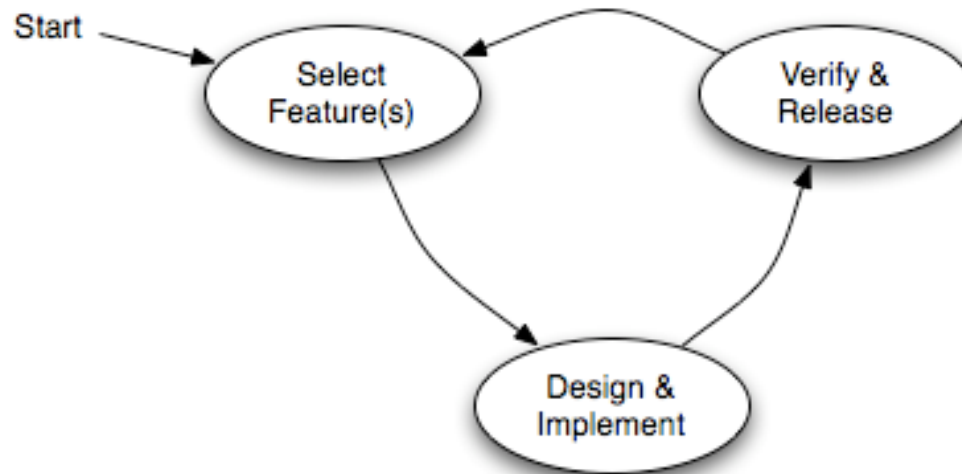 Start
Select
Feature(s)
Verify &
Release
Design &
Implement